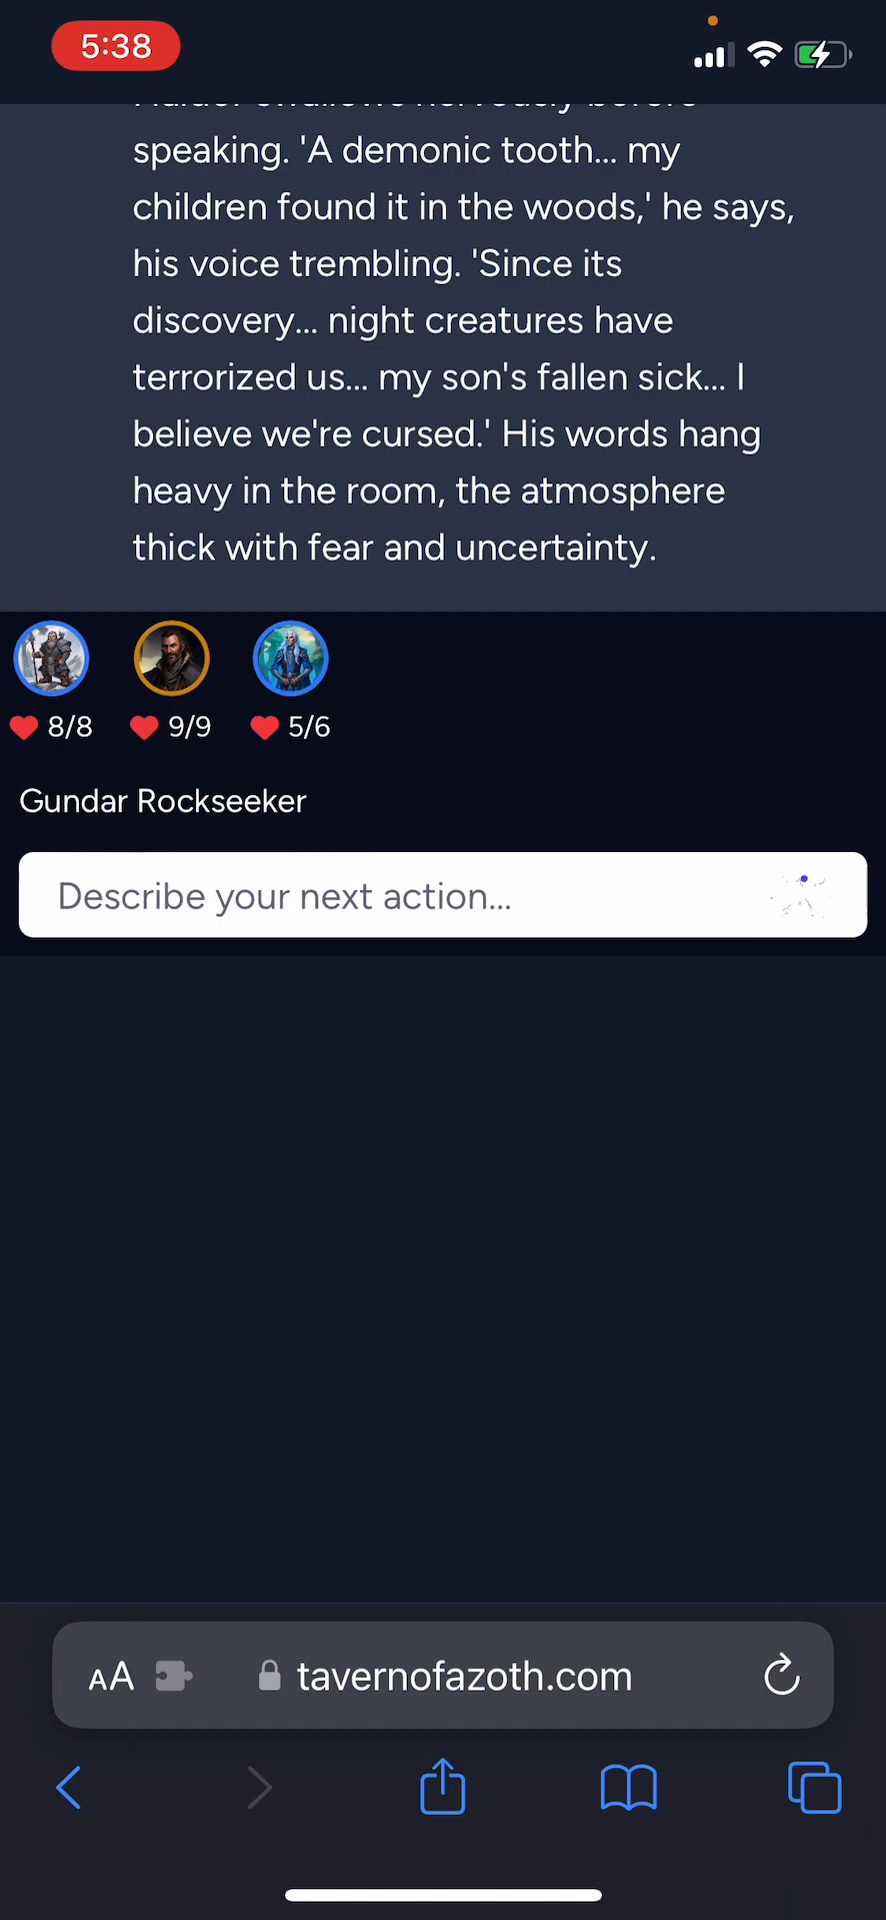 5:38
speaking. 'A demonic tooth... my
children found it in the woods,' he says,
his voice trembling. 'Since its
discovery... night creatures have
terrorized us... my son's fallen sick... I
believe we're cursed.' His words hang
heavy in the room, the atmosphere
thick with fear and uncertainty.
8/8 9/9 5/6
Gundar Rockseeker
Describe your next action...
AA tavernofazoth.com